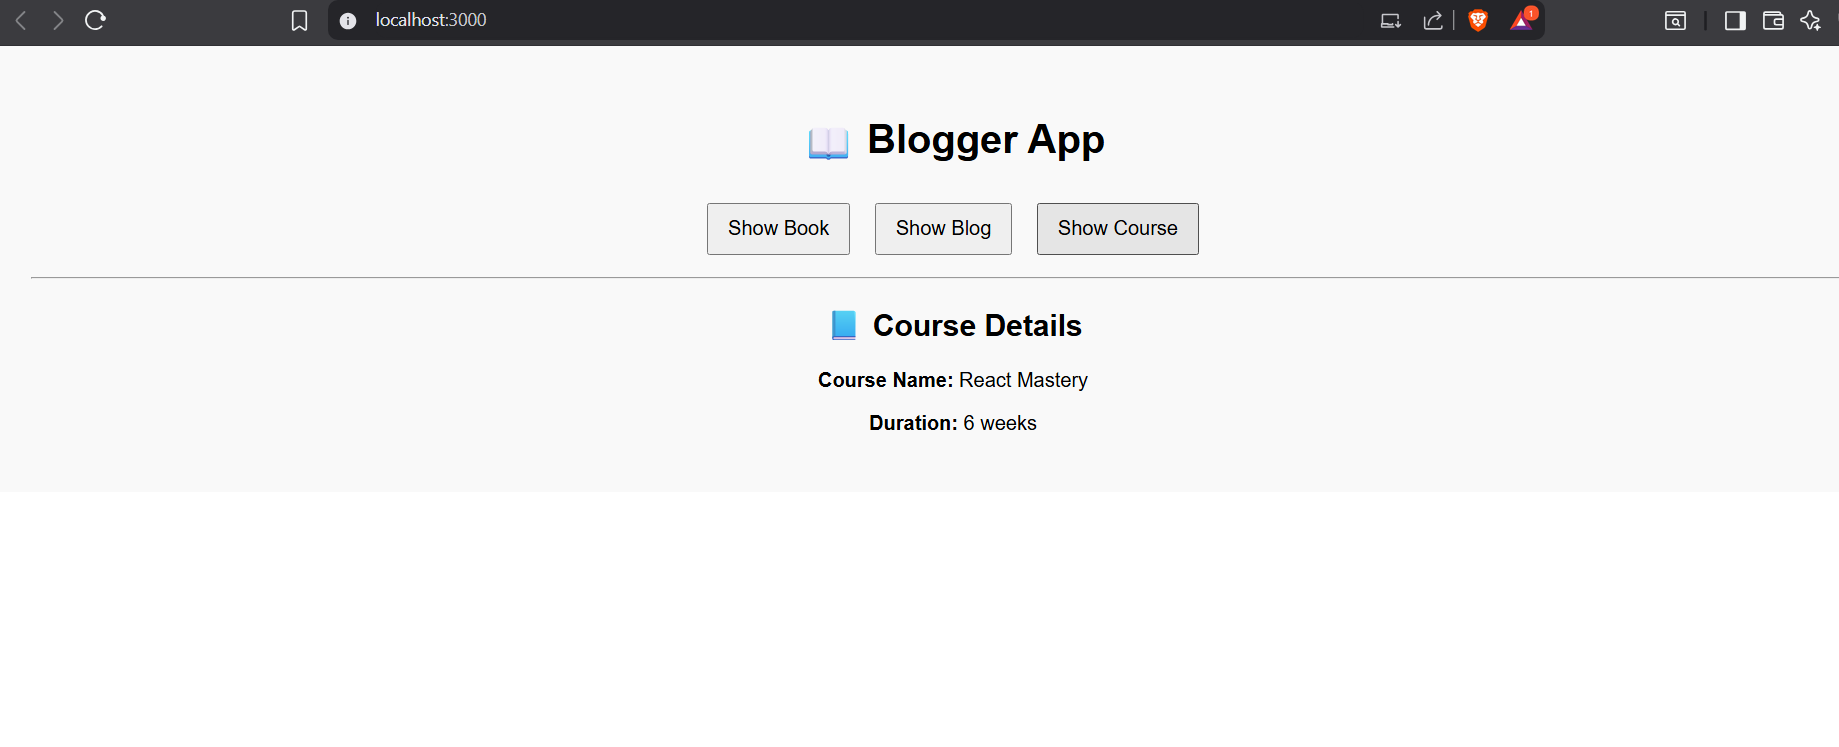 localhost:3000
1
📖 Blogger App
Show Book Show Blog Show Course
📘 Course Details
Course Name: React Mastery
Duration: 6 weeks